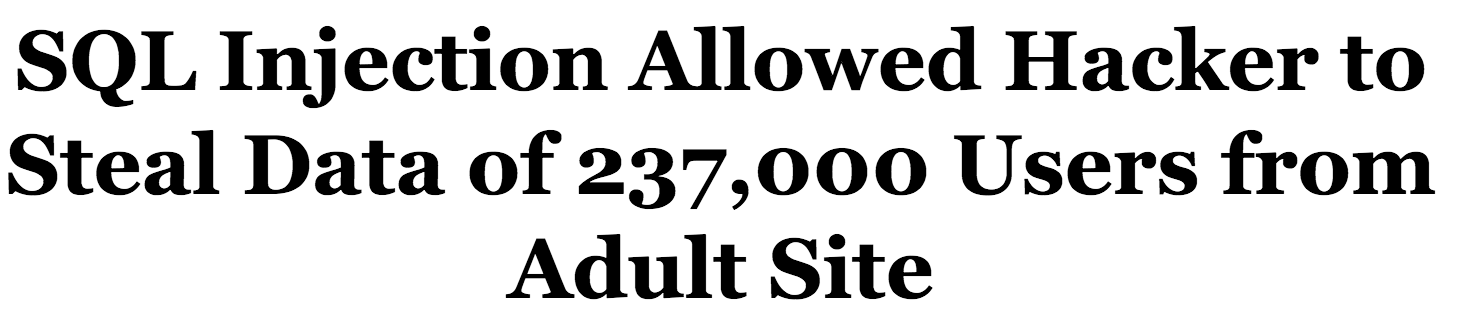 SQL Injection Allowed Hacker to
Steal Data of 237,000 Users from
Adult Site